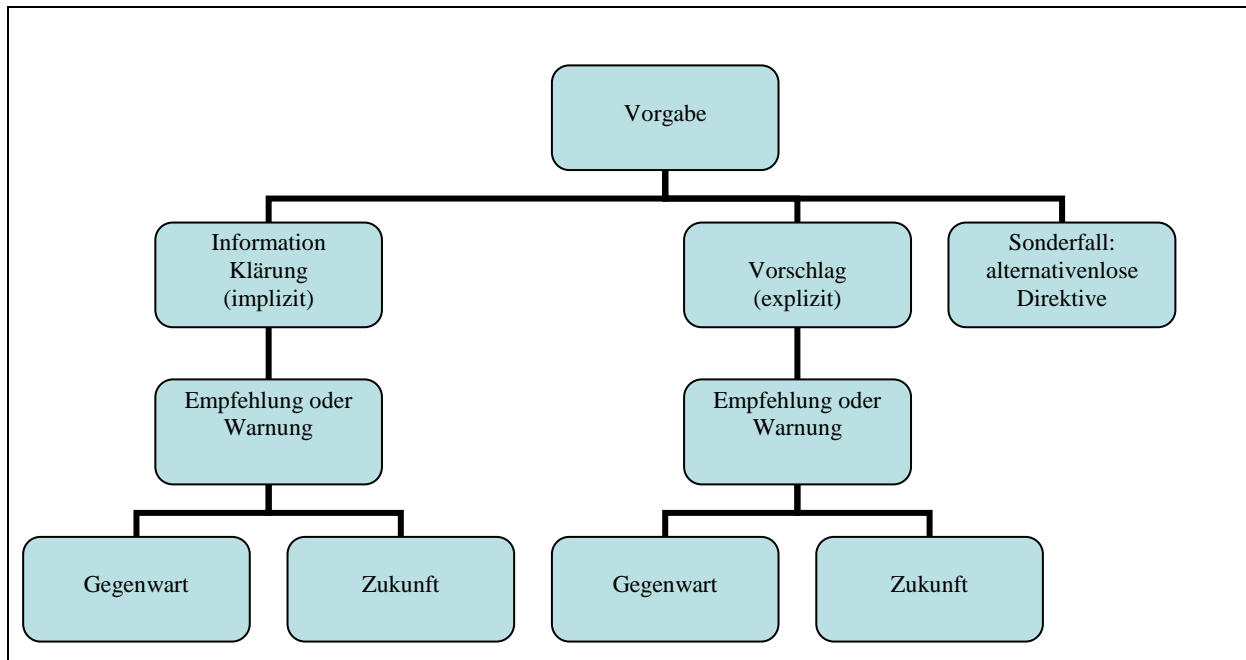 Vorgabe
Information
Klärung
(implizit)
Vorschlag
(explizit)
Sonderfall:
alternativenlose
Direktive
Empfehlung oder
Warnung
Empfehlung oder
Warnung
Gegenwart
Zukunft
Gegenwart
Zukunft